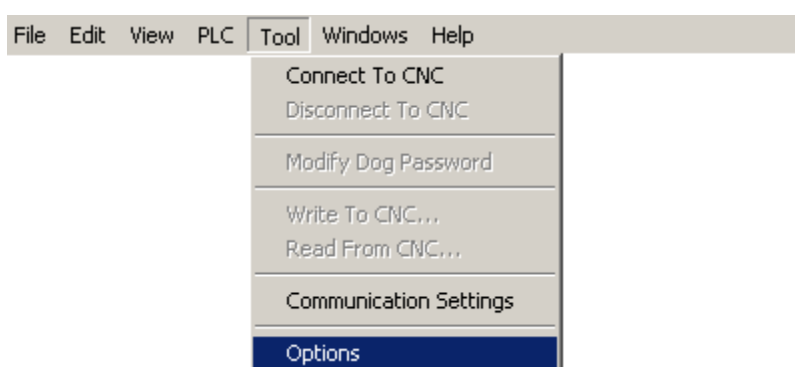 File Edit View PLC Tool Windows Help
Connect To CNC
Disconnect To CNC
Modify Dog Password
Write To CNC...
Read From CNC...
Communication Settings
Options